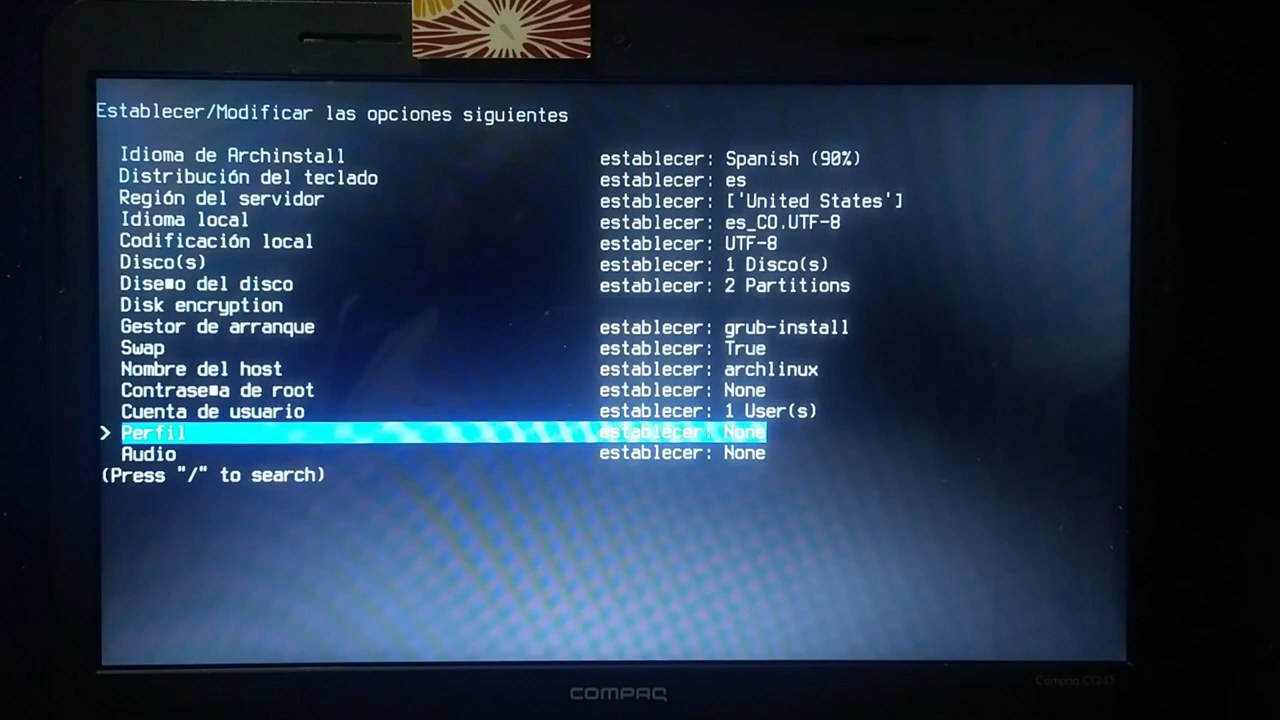 Establecer/Modificar las opciones siguientes
Idioma de Archinstall establecer: Spanish (90%)
Distribución del teclado establecer: es
Región del servidor establecer: ['United States']
Idioma local establecer: es_CO.UTF-8
Codificación local establecer: UTF-8
Disco(s) establecer: 1 Disco(s)
Dise■o del disco establecer: 2 Partitions
Disk encryption
Gestor de arranque establecer: grub-install
Swap establecer: True
Nombre del host establecer: archlinux
Contrase■a de root establecer: None
Cuenta de usuario establecer: 1 User(s)
> Perfil establecer: None
Audio establecer: None
(Press "/" to search)
Compaq CQ45
COMPAQ